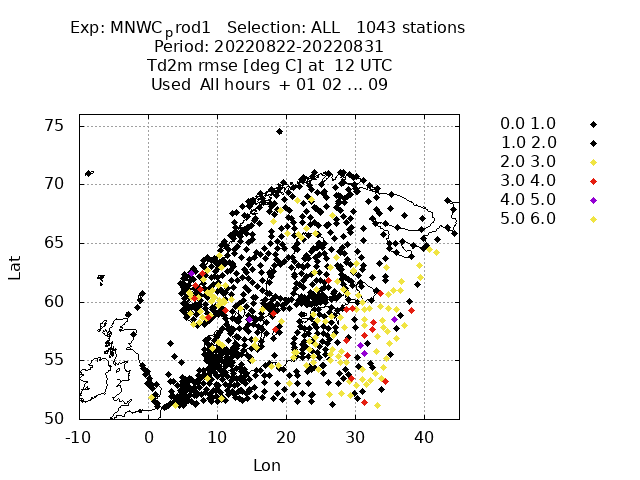 Exp: MNWCprod1 Selection: ALL 1043 stations
Period: 20220822-20220831
Td2m rmse [deg C] at 12 UTC
Used All hours + 01 02 ... 09
75
70
65
60
55
50
-10 0 10 20 30 40
Lat
Lon
0.0 1.0
1.0 2.0
2.0 3.0
3.0 4.0
4.0 5.0
5.0 6.0